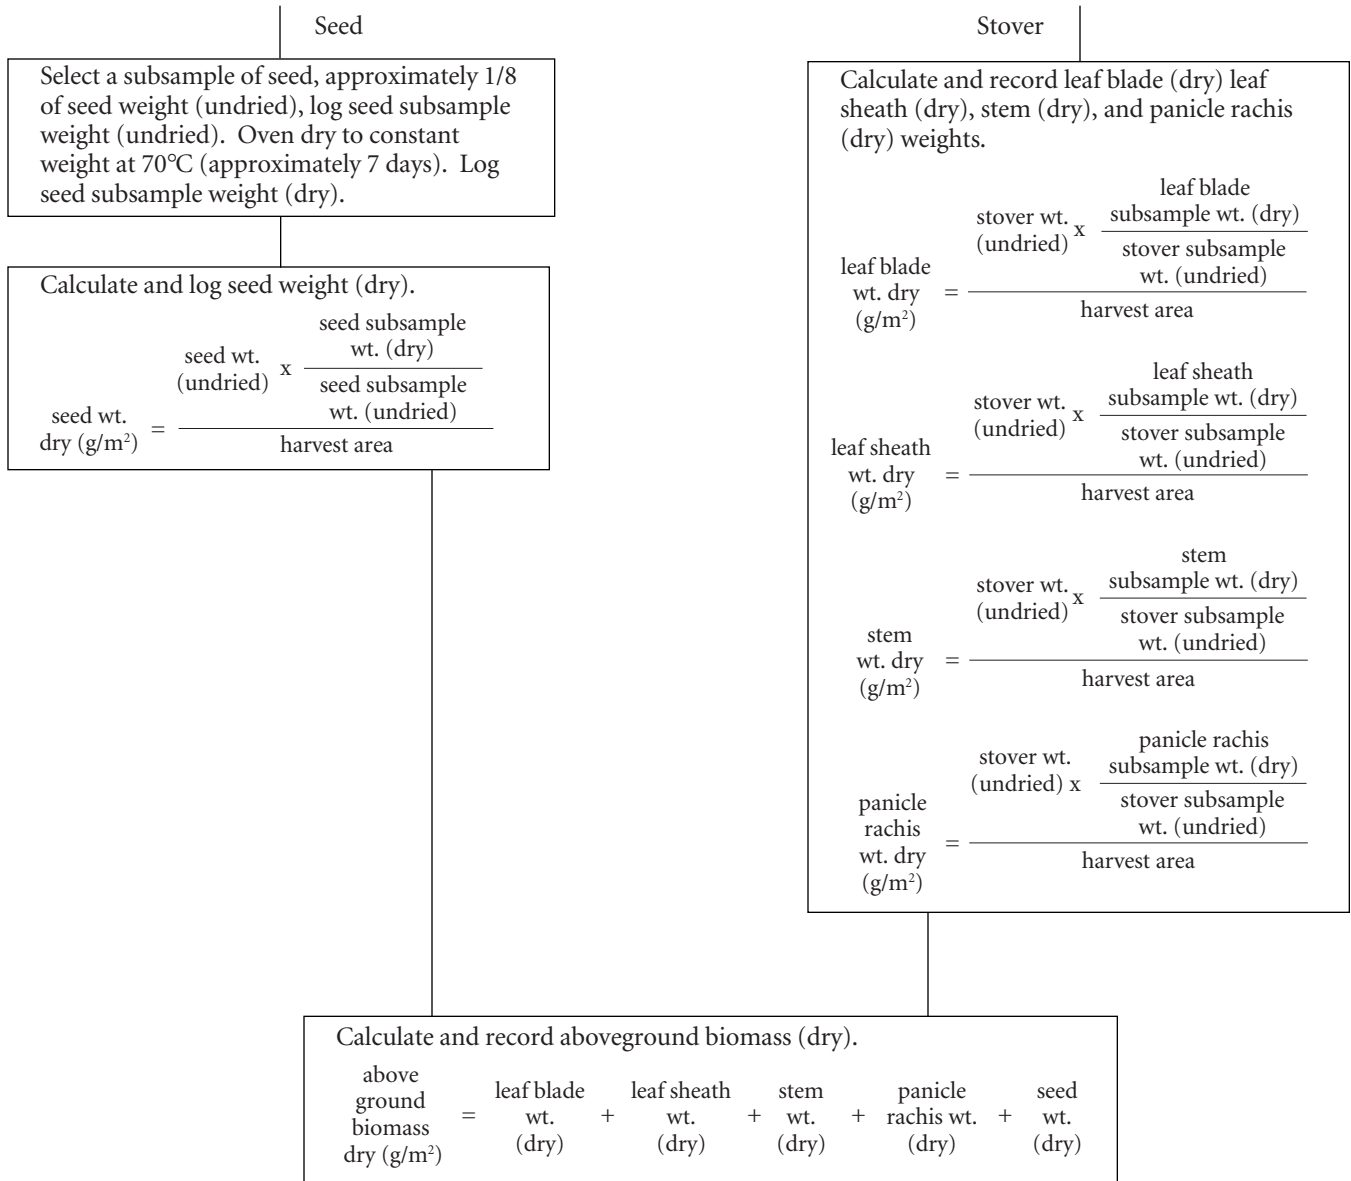 Seed
Select a subsample of seed, approximately 1/8
of seed weight (undried), log seed subsample
weight (undried).  Oven dry to constant
weight at 70°C (approximately 7 days).  Log
seed subsample weight (dry).
Calculate and log seed weight (dry).
seed wt.
dry (g/m²)
=
seed wt.
(undried)
x
seed subsample
wt. (dry)
seed subsample
wt. (undried)
harvest area
Stover
Calculate and record leaf blade (dry) leaf
sheath (dry), stem (dry), and panicle rachis
(dry) weights.
leaf blade
wt. dry
(g/m²)
=
stover wt.
(undried)
x
leaf blade
subsample wt. (dry)
stover subsample
wt. (undried)
harvest area
leaf sheath
wt. dry
(g/m²)
=
stover wt.
(undried)
x
leaf sheath
subsample wt. (dry)
stover subsample
wt. (undried)
harvest area
stem
wt. dry
(g/m²)
=
stover wt.
(undried)
x
stem
subsample wt. (dry)
stover subsample
wt. (undried)
harvest area
panicle
rachis
wt. dry
(g/m²)
=
stover wt.
(undried) x
panicle rachis
subsample wt. (dry)
stover subsample
wt. (undried)
harvest area
Calculate and record aboveground biomass (dry).
above
ground
biomass
dry (g/m²)
=
leaf blade
wt.
(dry)
+
leaf sheath
wt.
(dry)
+
stem
wt.
(dry)
+
panicle
rachis wt.
(dry)
+
seed
wt.
(dry)